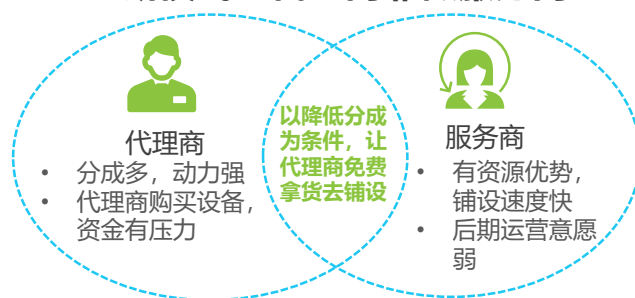 代理商
• 分成多，动力强
• 代理商购买设备，
资金有压力
以降低分成
为条件，让
代理商免费
拿货去铺设
服务商
• 有资源优势，
铺设速度快
• 后期运营意愿
弱